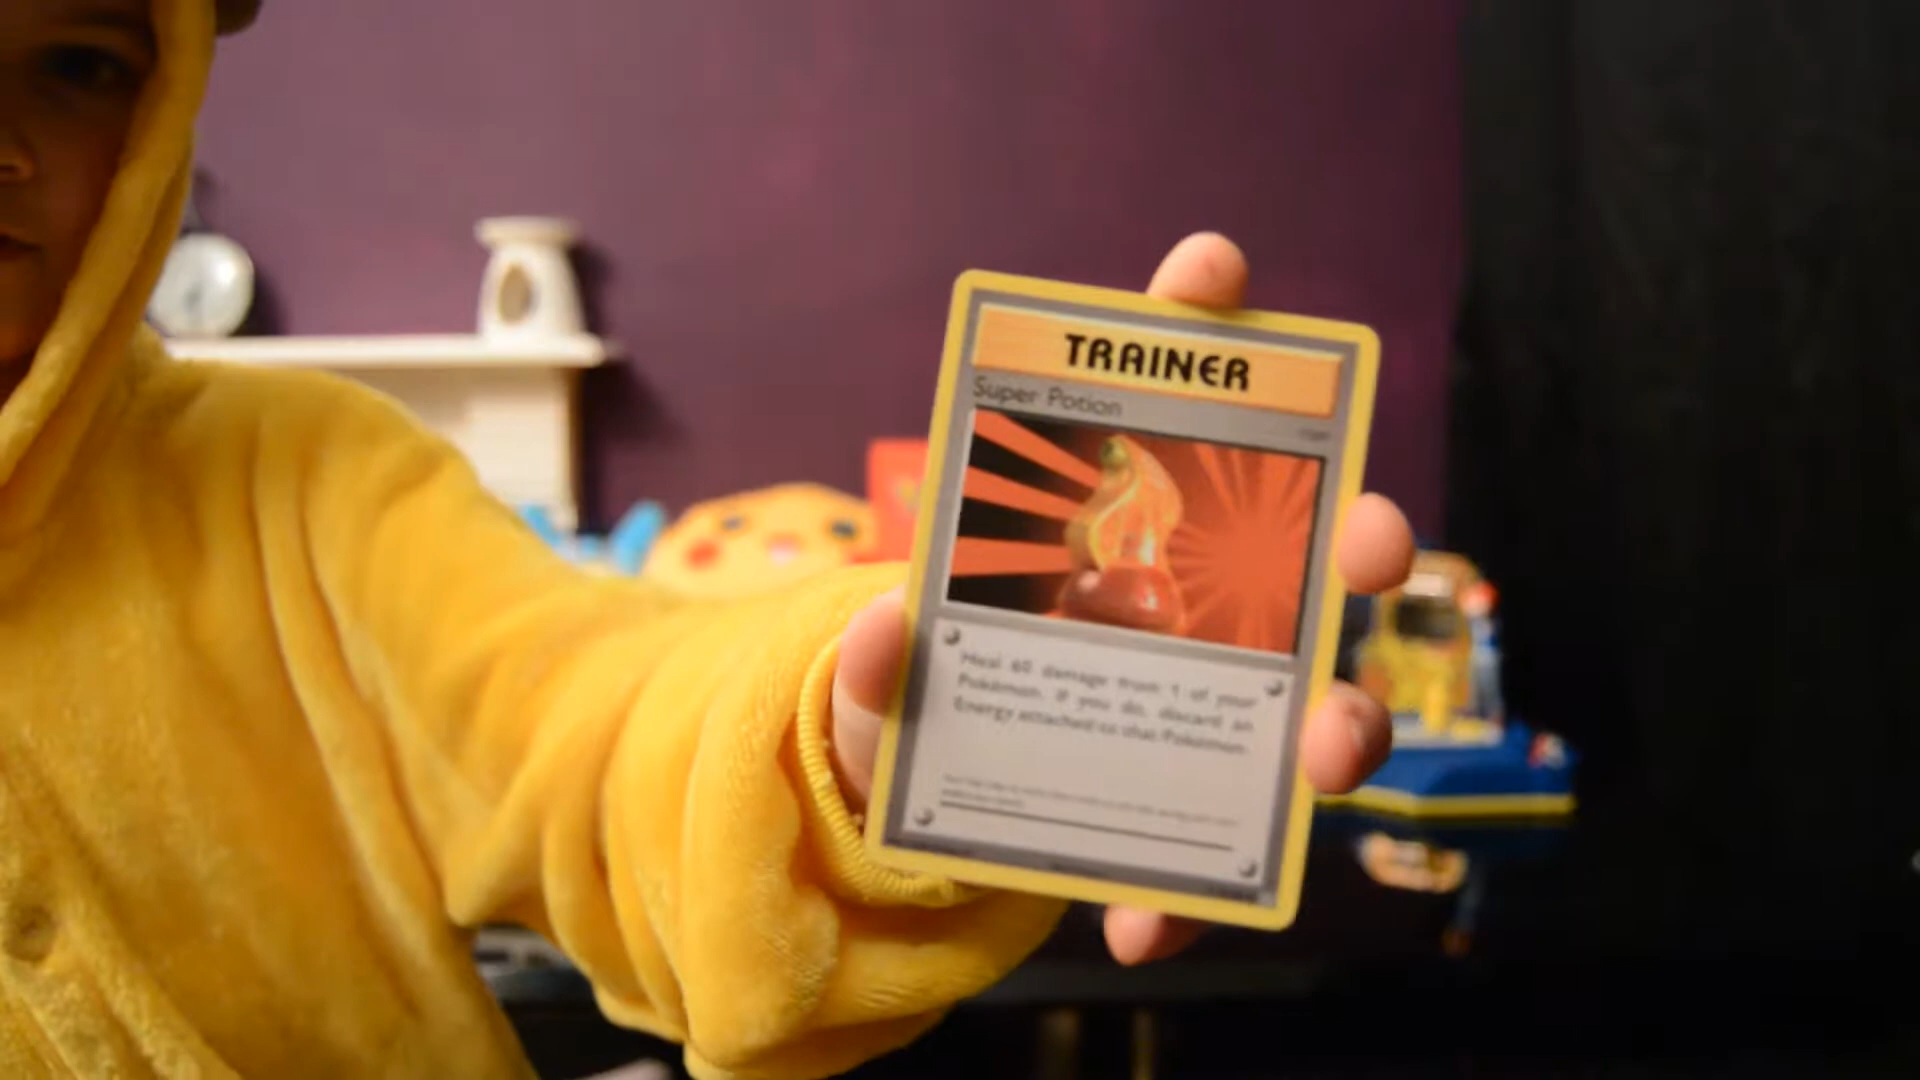 TRAINER
Super Potion
Heal 60 damage from 1 of your
Pokémon. If you do, discard an
Energy attached to that Pokémon.